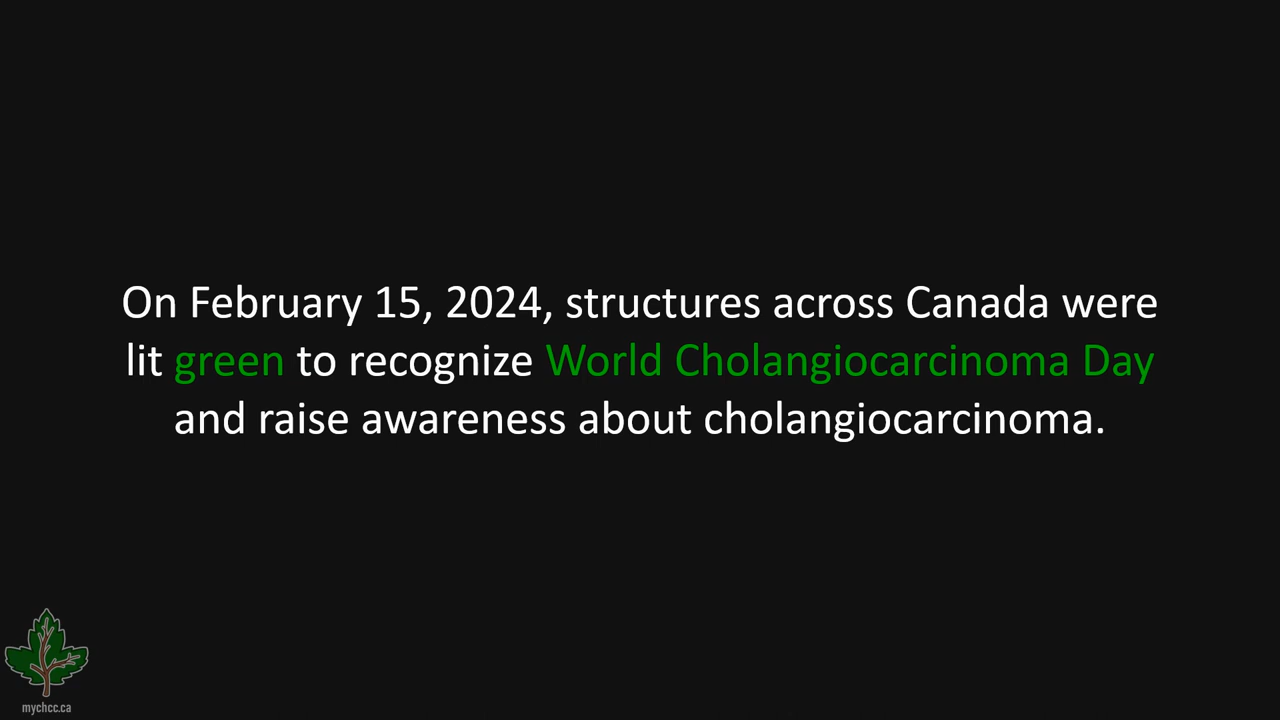 On February 15, 2024, structures across Canada were
lit green to recognize World Cholangiocarcinoma Day
and raise awareness about cholangiocarcinoma.
mychcc.ca